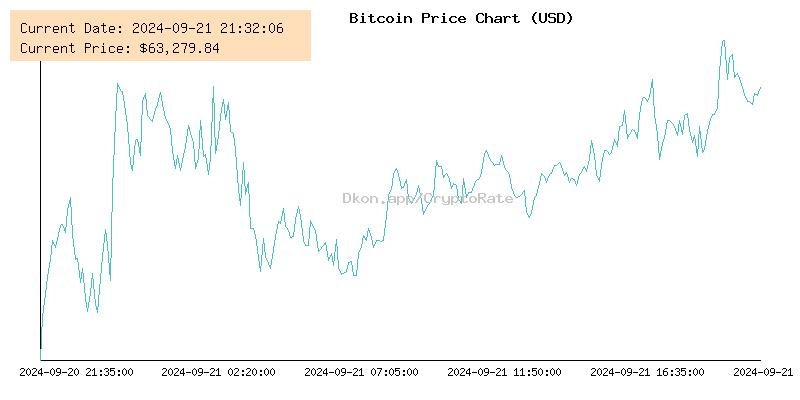 Bitcoin Price Chart (USD)
Current Date: 2024-09-21 21:32:06
Current Price: $63,279.84
Dkon.app/CryptoRate
2024-09-20 21:35:00 2024-09-21 02:20:00 2024-09-21 07:05:00 2024-09-21 11:50:00 2024-09-21 16:35:00 2024-09-21